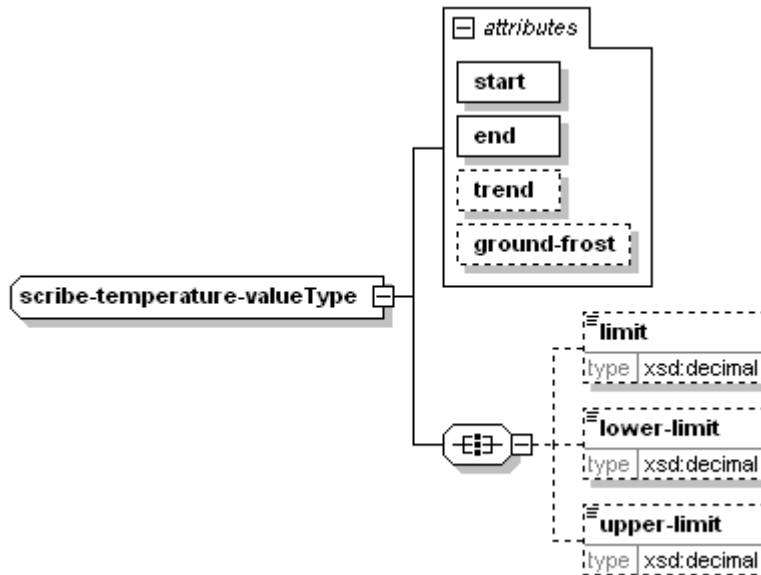 attributes
start
end
trend
ground-frost
scribe-temperature-valueType
limit
type xsd:decimal
lower-limit
type xsd:decimal
upper-limit
type xsd:decimal